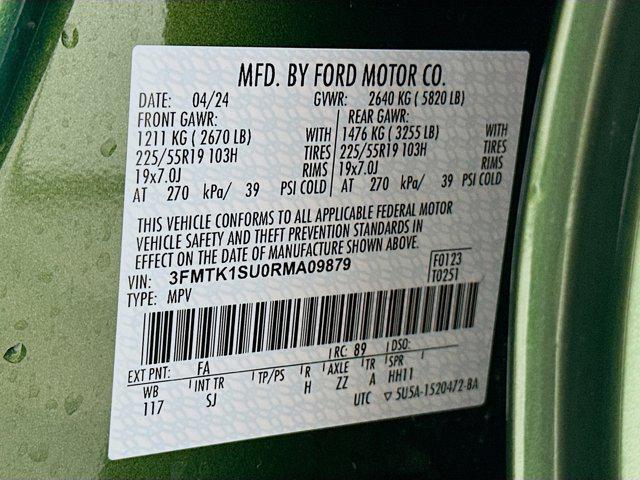 MFD. BY FORD MOTOR CO.
DATE: 04/24 GVWR: 2640 KG ( 5820 LB)
FRONT GAWR: REAR GAWR:
1211 KG ( 2670 LB) WITH 1476 KG ( 3255 LB) WITH
225/55R19 103H TIRES 225/55R19 103H TIRES
19x7.0J RIMS 19x7.0J RIMS
AT 270 kPa/ 39 PSI COLD AT 270 kPa/ 39 PSI COLD
THIS VEHICLE CONFORMS TO ALL APPLICABLE FEDERAL MOTOR
VEHICLE SAFETY AND THEFT PREVENTION STANDARDS IN
EFFECT ON THE DATE OF MANUFACTURE SHOWN ABOVE.
VIN: 3FMTK1SU0RMA09879 F0123
TYPE: MPV T0251
EXT PNT: FA RC: 89 DSO:
WB INT TR TP/PS R AXLE TR SPR
117 SJ H ZZ A HH11
UTC ▽ 5U5A-1520472-BA